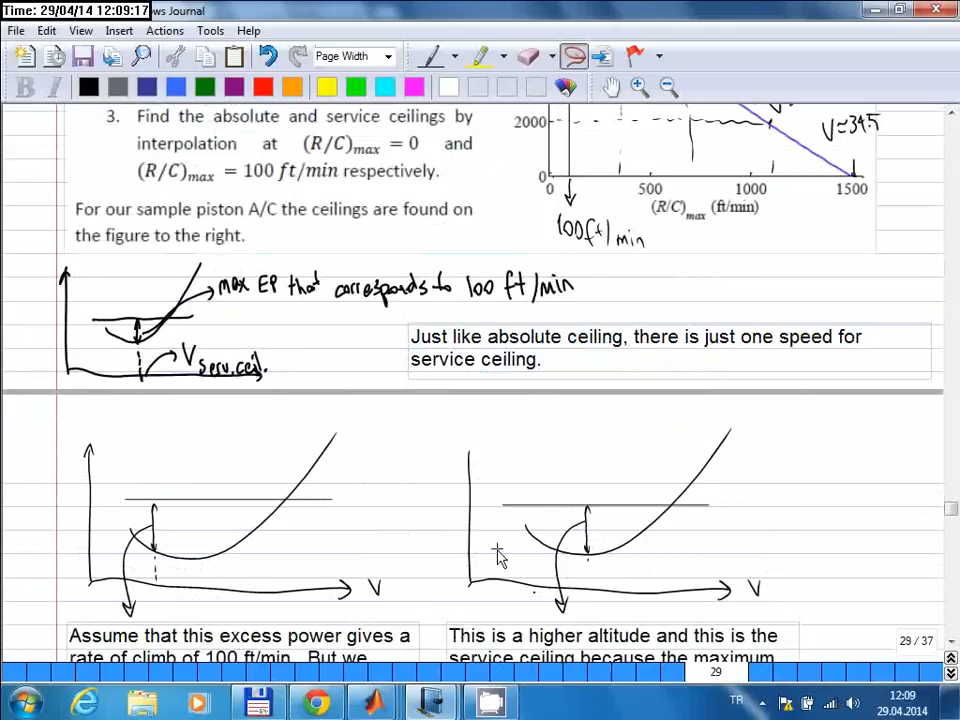 Time: 29/04/14 12:09:17
ws Journal
File Edit View Insert Actions Tools Help
Page Width
B I
3. Find the absolute and service ceilings by
interpolation at (R/C)max = 0 and
(R/C)max = 100 ft/min respectively.
For our sample piston A/C the ceilings are found on
the figure to the right.
2000
0
0 500 1000 1500
(R/C)max (ft/min)
V≈34.5
100 ft/min
max EP that corresponds to 100 ft/min
V serv.ceil.
Just like absolute ceiling, there is just one speed for
service ceiling.
V
V
Assume that this excess power gives a
rate of climb of 100 ft/min. But we
This is a higher altitude and this is the
service ceiling because the maximum
29 / 37
29
TR
12:09
29.04.2014